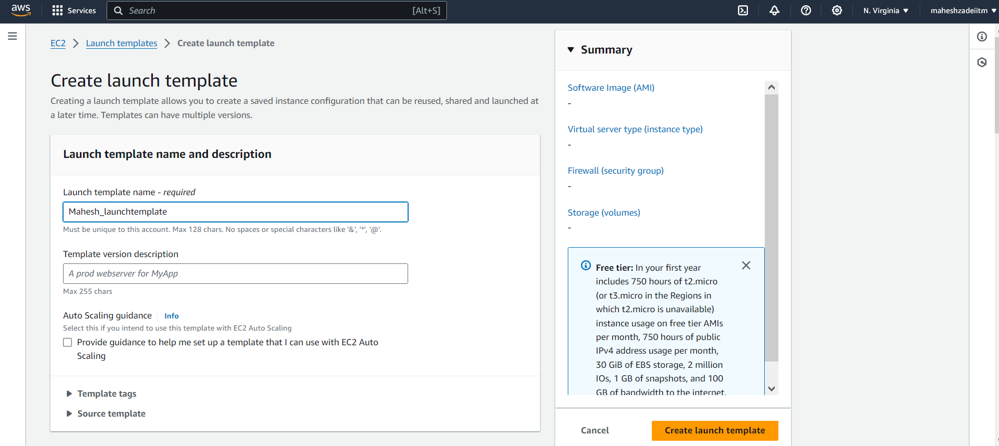 aws
Services
Search
[Alt+S]
N. Virginia
maheshzadeiitm
EC2
Launch templates
Create launch template
Create launch template
Creating a launch template allows you to create a saved instance configuration that can be reused, shared and launched at
a later time. Templates can have multiple versions.
Launch template name and description
Launch template name - required
Mahesh_launchtemplate
Must be unique to this account. Max 128 chars. No spaces or special characters like '&', '*', '@'.
Template version description
A prod webserver for MyApp
Max 255 chars
Auto Scaling guidance
Info
Select this if you intend to use this template with EC2 Auto Scaling
Provide guidance to help me set up a template that I can use with EC2 Auto
Scaling
Template tags
Source template
Summary
Software Image (AMI)
-
Virtual server type (instance type)
-
Firewall (security group)
-
Storage (volumes)
-
Free tier: In your first year
includes 750 hours of t2.micro
(or t3.micro in the Regions in
which t2.micro is unavailable)
instance usage on free tier AMIs
per month, 750 hours of public
IPv4 address usage per month,
30 GiB of EBS storage, 2 million
IOs, 1 GB of snapshots, and 100
GB of bandwidth to the internet.
Cancel
Create launch template